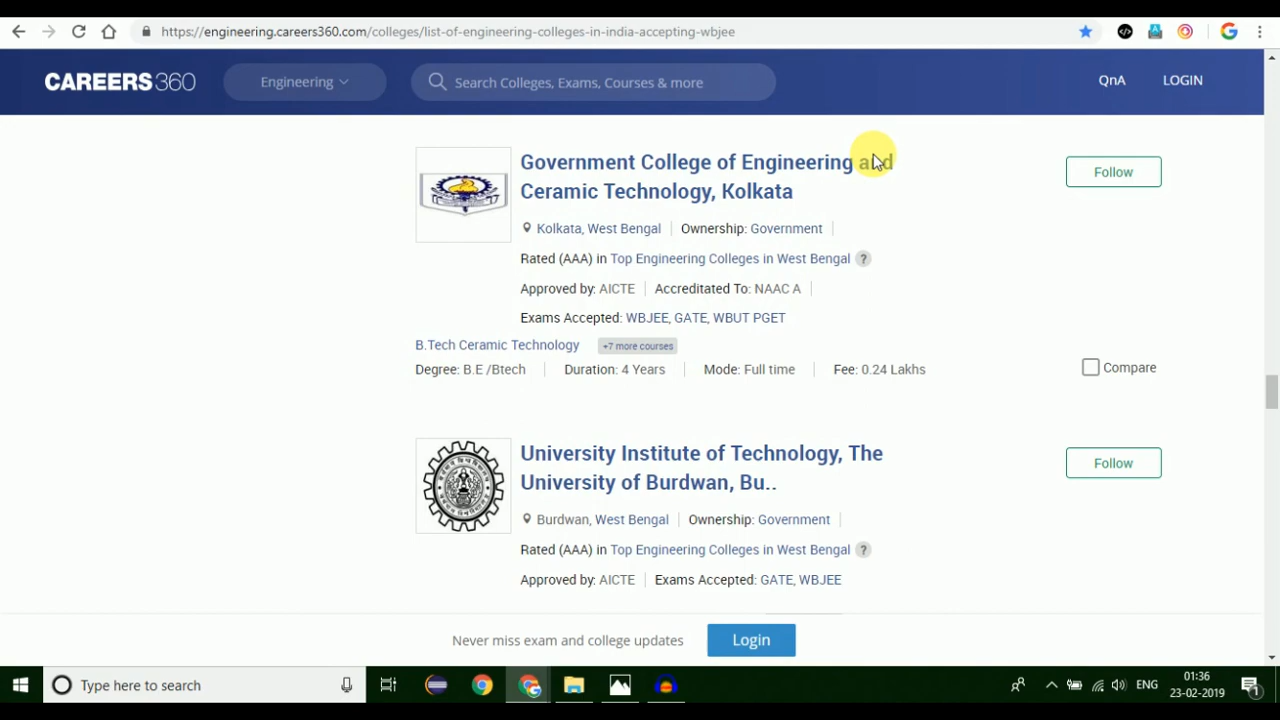 https://engineering.careers360.com/colleges/list-of-engineering-colleges-in-india-accepting-wbjee
CAREERS360 Engineering Search Colleges, Exams, Courses & more QnA LOGIN
Government College of Engineering and
Ceramic Technology, Kolkata
Follow
Kolkata, West Bengal Ownership: Government
Rated (AAA) in Top Engineering Colleges in West Bengal ?
Approved by: AICTE Accredited To: NAAC A
Exams Accepted: WBJEE, GATE, WBUT PGET
B.Tech Ceramic Technology +7 more courses
Degree: B.E /Btech Duration: 4 Years Mode: Full time Fee: 0.24 Lakhs Compare
University Institute of Technology, The
University of Burdwan, Bu..
Follow
Burdwan, West Bengal Ownership: Government
Rated (AAA) in Top Engineering Colleges in West Bengal ?
Approved by: AICTE Exams Accepted: GATE, WBJEE
Never miss exam and college updates Login
Type here to search ENG 01:36
23-02-2019 1